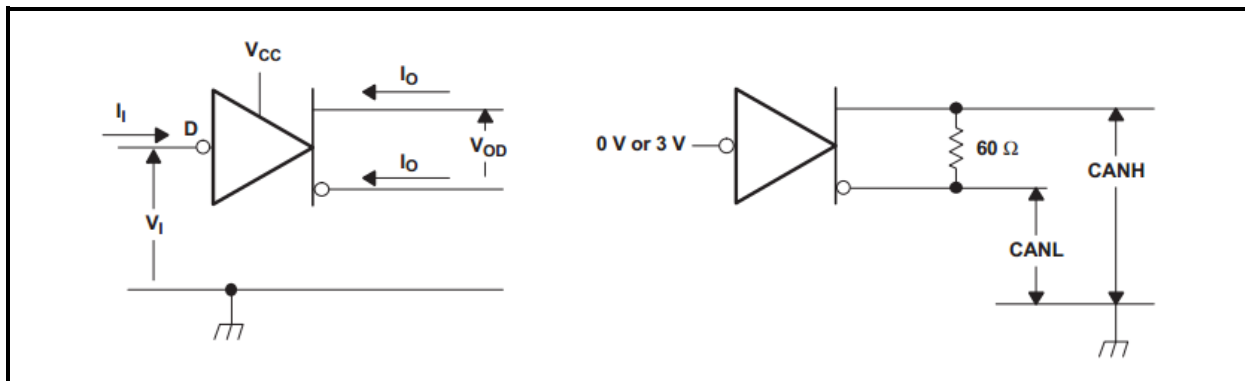 VCC
IO
II
D
VOD
IO
VI
0 V or 3 V
60 Ω
CANH
CANL